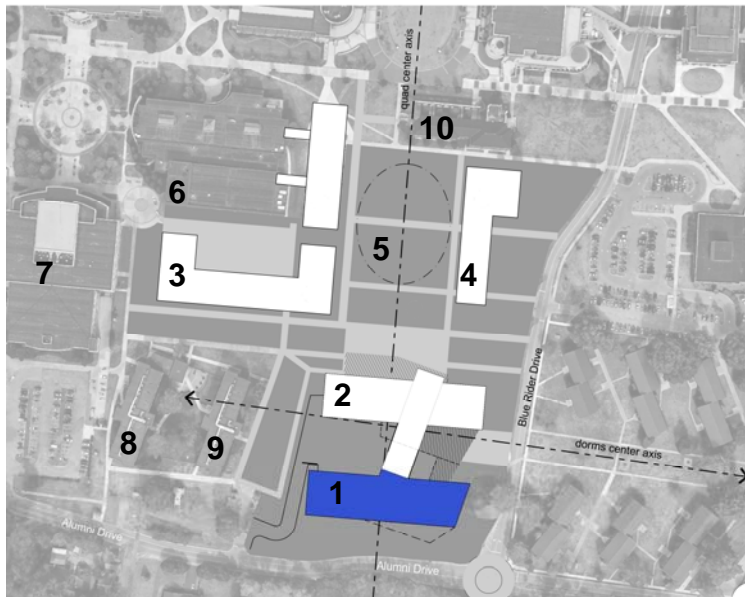 quad center axis
10
6
5
7
3
4
2
Blue Rider Drive
8
9
dorms center axis
1
Alumni Drive
Alumni Drive